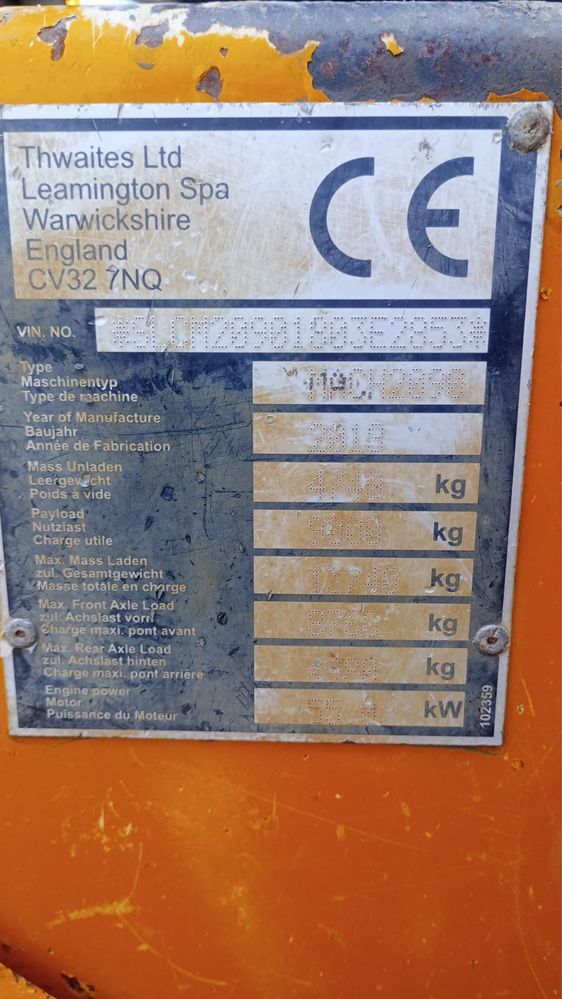 Thwaites Ltd
Leamington Spa
Warwickshire
England
CV32 7NQ
CE
VIN. NO.
Type
Maschinentyp
Type de machine
Year of Manufacture
Baujahr
Année de Fabrication
Mass Unladen
Leergewicht
Poids à vide
4740 kg
Payload
Nutzlast
Charge utile
9000 kg
Max. Mass Laden
zul. Gesamtgewicht
Masse totale en charge
13740 kg
Max. Front Axle Load
zul. Achslast vorn
Charge maxi. pont avant
kg
Max. Rear Axle Load
zul. Achslast hinten
Charge maxi. pont arrière
kg
Engine power
Motor
Puissance du Moteur
kW
102359